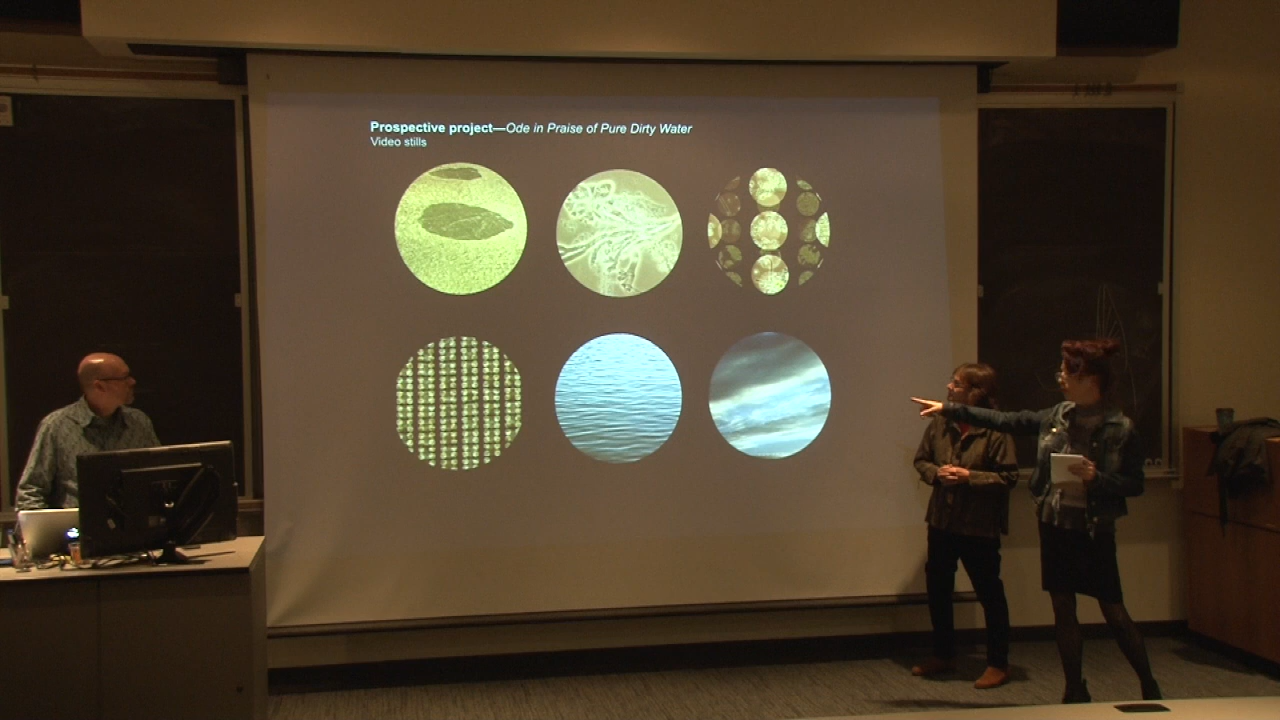 Prospective project—Ode in Praise of Pure Dirty Water
Video stills